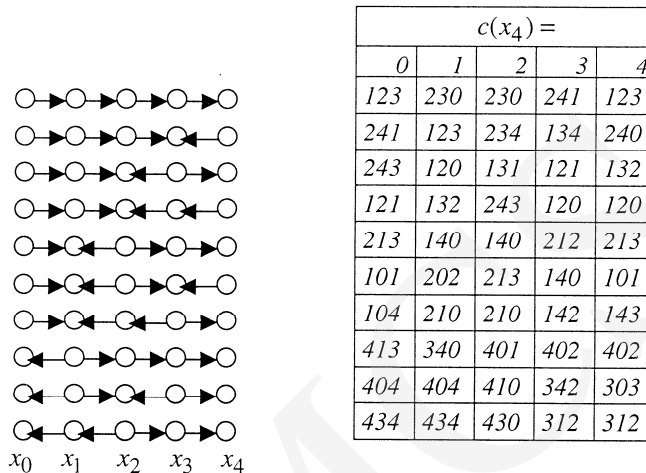 c(x₄) =
0 1 2 3 4
123 230 230 241 123
241 123 234 134 240
243 120 131 121 132
121 132 243 120 120
213 140 140 212 213
101 202 213 140 101
104 210 210 142 143
413 340 401 402 402
404 404 410 342 303
434 434 430 312 312
x₀ x₁ x₂ x₃ x₄